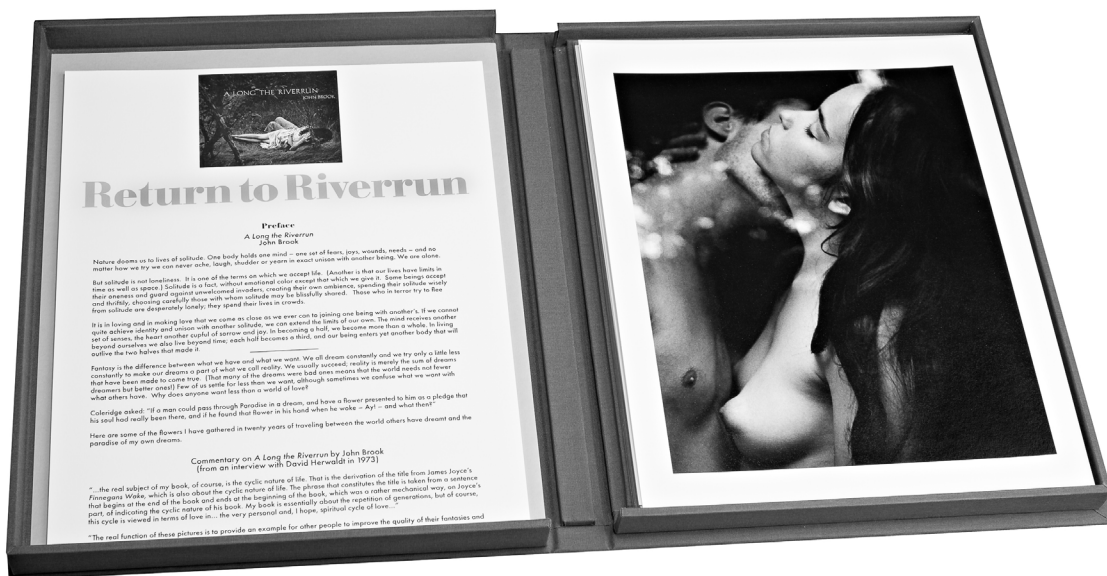 A LONG THE RIVERRUN
JOHN BROOK
Return to Riverrun
Preface
A Long the Riverrun
John Brook
Nature dooms us to lives of solitude. One body holds one mind – one set of fears, joys, wounds, needs – and no
matter how we try we can never ache, laugh, shudder or yearn in exact unison with another being. We are alone.
But solitude is not loneliness. It is one of the terms on which we accept life. (Another is that our lives have limits in
time as well as space.) Solitude is a fact, without emotional color except that which we give it. Some beings accept
their oneness and guard against unwelcomed invaders, creating their own ambience, spending their solitude wisely
and thriftily, choosing carefully those with whom solitude may be blissfully shared. Those who in terror try to flee
from solitude are desperately lonely; they spend their lives in crowds.
It is in loving and in making love that we come as close as we ever can to joining one being with another's. If we cannot
quite achieve identity and unison with another solitude, we can extend the limits of our own. The mind receives another
set of senses, the heart another cupful of sorrow and joy. In becoming a half, we become more than a whole. In living
beyond ourselves we also live beyond time; each half becomes a third, and our being enters yet another body that will
outlive the two halves that made it.
Fantasy is the difference between what we have and what we want. We all dream constantly and we try only a little less
constantly to make our dreams a part of what we call reality. We usually succeed; reality is merely the sum of dreams
that have been made to come true. (That many of the dreams were bad ones means that the world needs not fewer
dreamers but better ones!) Few of us settle for less than we want, although sometimes we confuse what we want with
what others have. Why does anyone want less than a world of love?
Coleridge asked: "If a man could pass through Paradise in a dream, and have a flower presented to him as a pledge that
his soul had really been there, and if he found that flower in his hand when he woke – Ay! – and what then?"
Here are some of the flowers I have gathered in twenty years of traveling between the world others have dreamt and the
paradise of my own dreams.
Commentary on A Long the Riverrun by John Brook
(from an interview with David Herwaldt in 1973)
"...the real subject of my book, of course, is the cyclic nature of life. That is the derivation of the title from James Joyce's
Finnegans Wake, which is also about the cyclic nature of life. The phrase that constitutes the title is taken from a sentence
that begins at the end of the book and ends at the beginning of the book, which was a rather mechanical way, on Joyce's
part, of indicating the cyclic nature of his book. My book is essentially about the repetition of generations, but of course,
this cycle is viewed in terms of love in... the very personal and, I hope, spiritual cycle of love..."
"The real function of these pictures is to provide an example for other people to improve the quality of their fantasies and